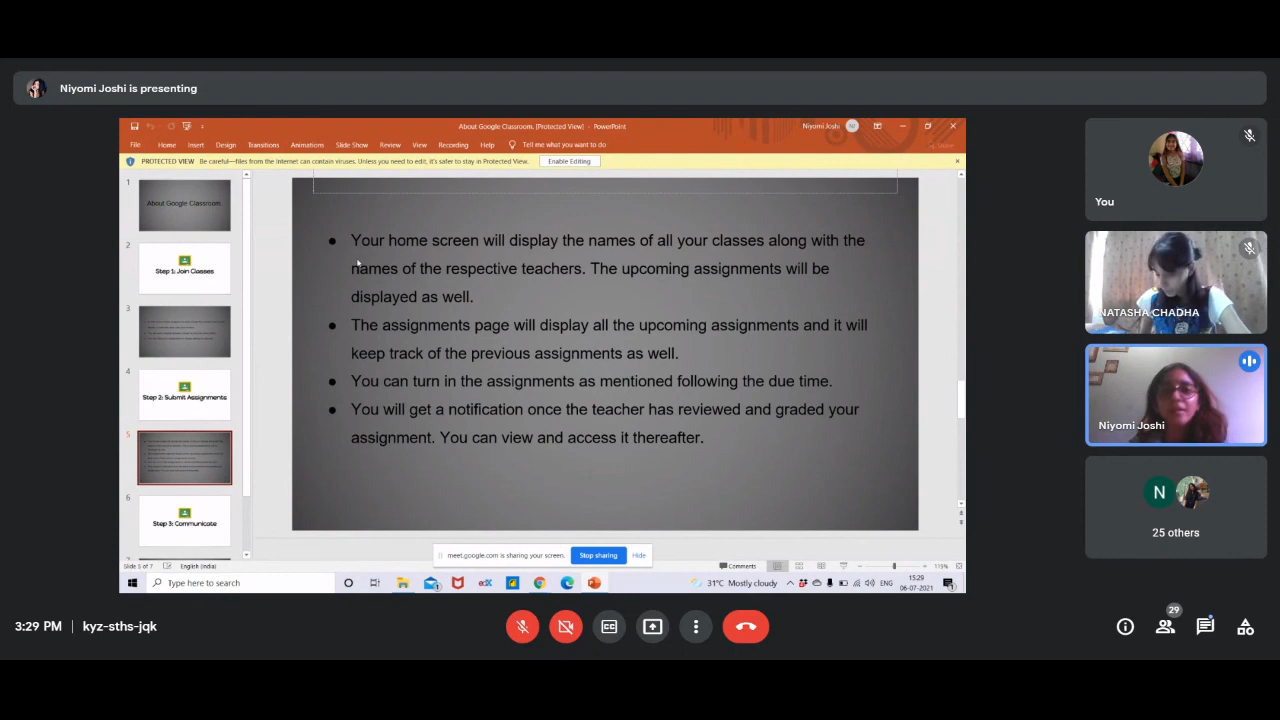 Niyomi Joshi is presenting
About Google Classroom. [Protected View] - PowerPoint
Niyomi Joshi
NJ
File Home Insert Design Transitions Animations Slide Show Review View Recording Help Tell me what you want to do
Share
PROTECTED VIEW Be careful—files from the Internet can contain viruses. Unless you need to edit, it's safer to stay in Protected View. Enable Editing
1
About Google Classroom
2
Step 1: Join Classes
3
4
Step 2: Submit Assignments
5
6
Step 3: Communicate
7
● Your home screen will display the names of all your classes along with the
names of the respective teachers. The upcoming assignments will be
displayed as well.
● The assignments page will display all the upcoming assignments and it will
keep track of the previous assignments as well.
● You can turn in the assignments as mentioned following the due time.
● You will get a notification once the teacher has reviewed and graded your
assignment. You can view and access it thereafter.
meet.google.com is sharing your screen. Stop sharing Hide
Slide 5 of 7 English (India) Comments 119%
Type here to search
31°C Mostly cloudy
ENG
15:29
06-07-2021
You
NATASHA CHADHA
Niyomi Joshi
N
25 others
3:29 PM | kyz-sths-jqk
29